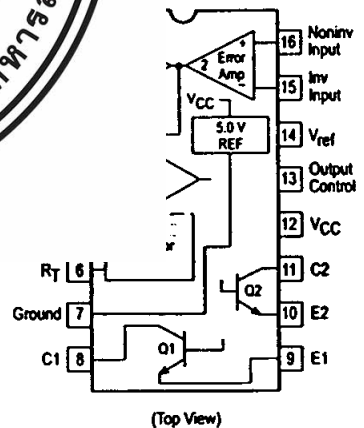 Noninv
Input
16
+
Error
Amp
2
-
15
Inv
Input
VCC
5.0 V
REF
14
Vref
13
Output
Control
12
VCC
RT
6
11
C2
Q2
Ground
7
10
E2
Q1
C1
8
9
E1
(Top View)